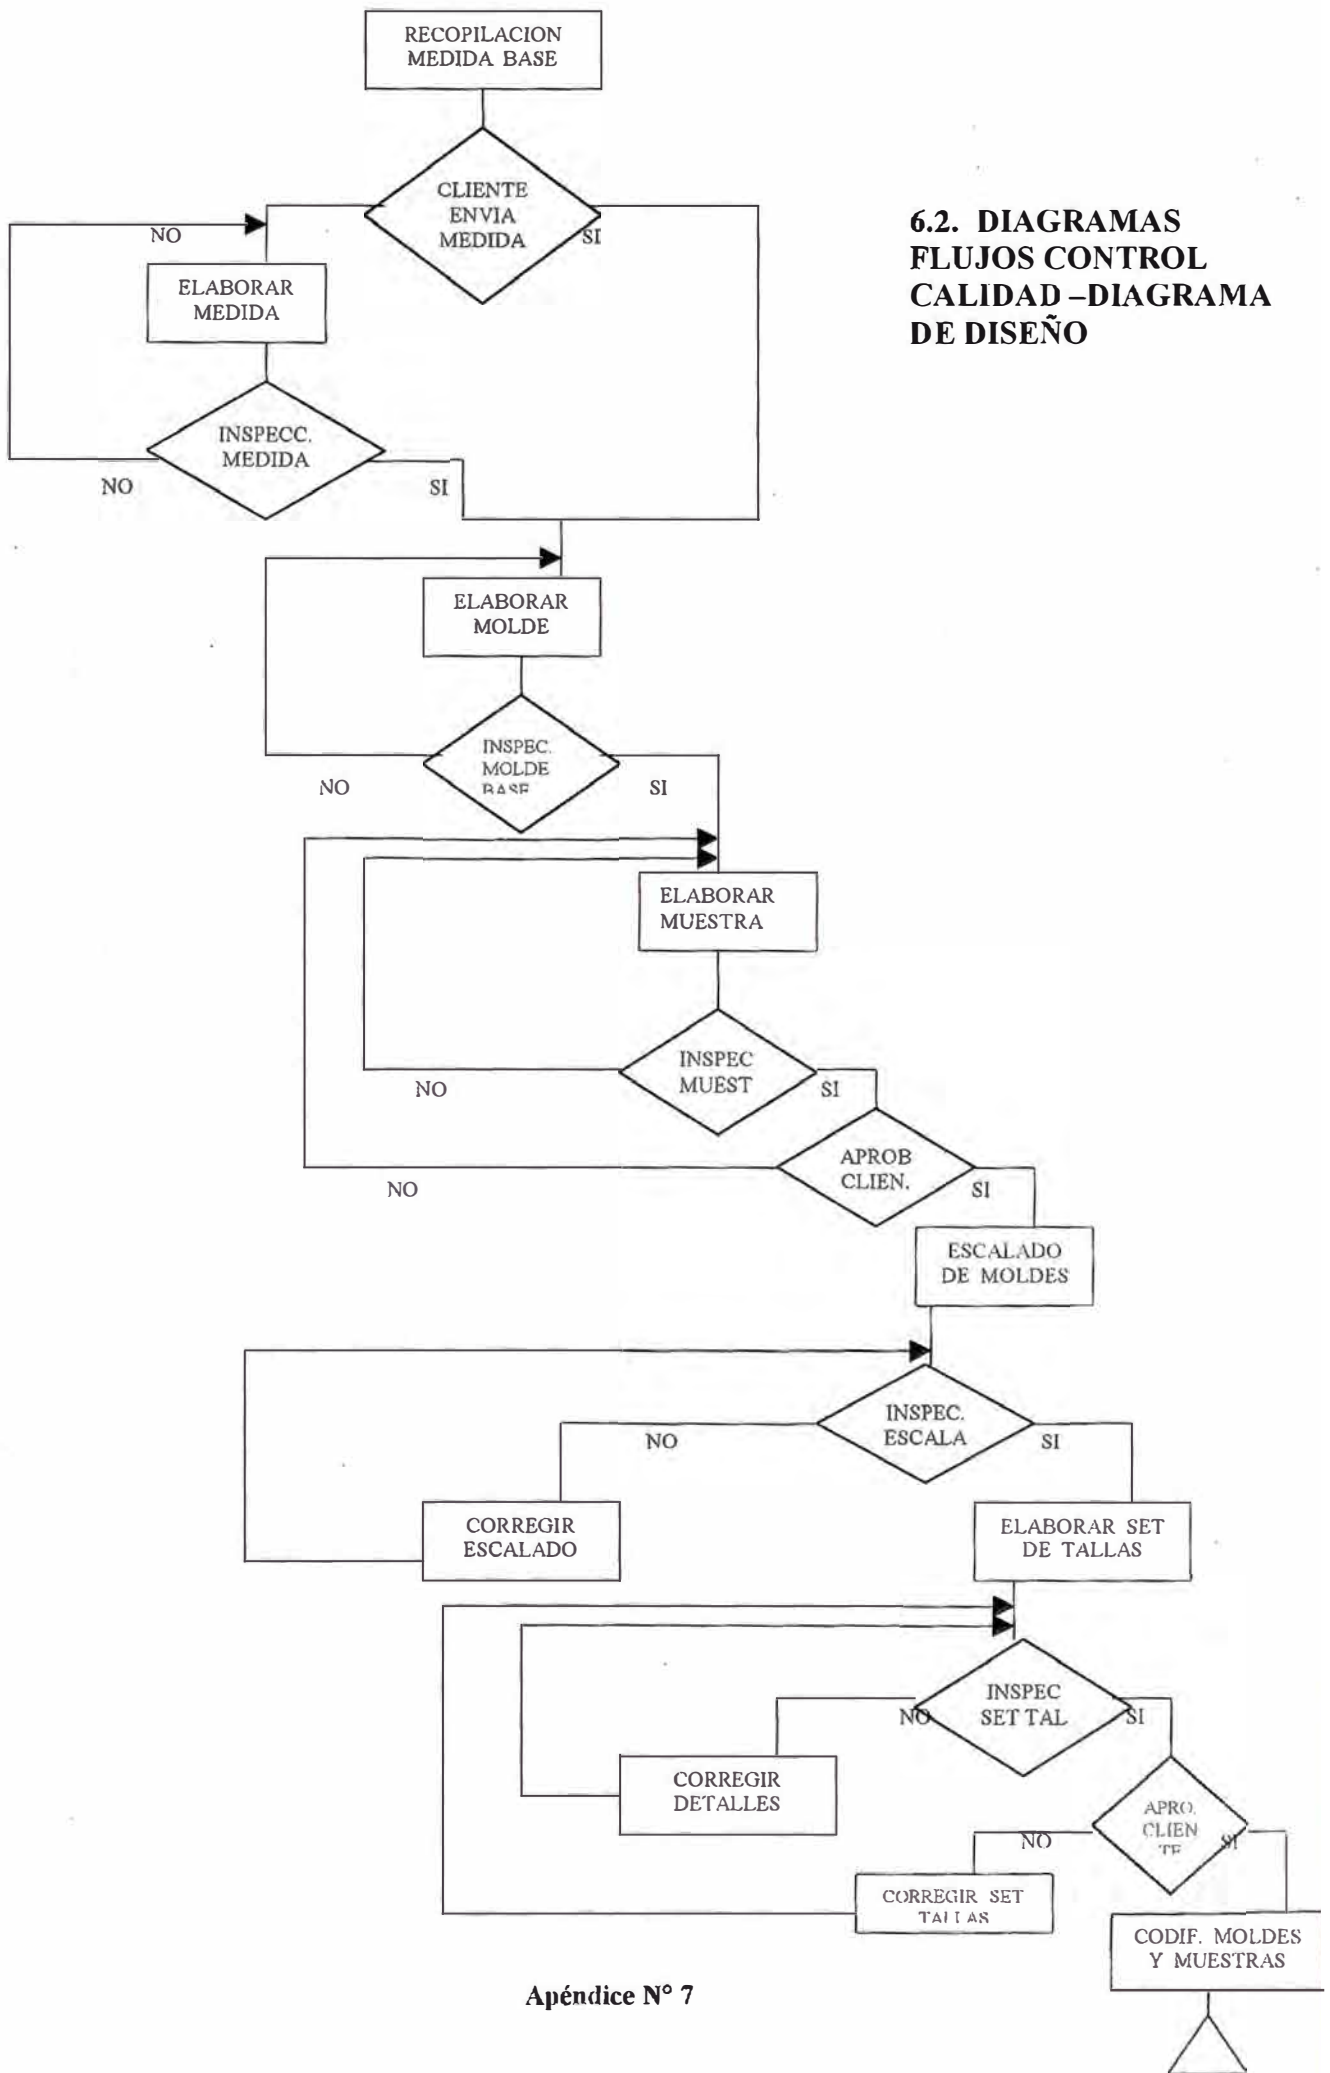 RECOPILACION
MEDIDA BASE
CLIENTE
ENVIA
MEDIDA
NO
SI
6.2. DIAGRAMAS
FLUJOS CONTROL
CALIDAD –DIAGRAMA
DE DISEÑO
ELABORAR
MEDIDA
INSPECC.
MEDIDA
NO
SI
ELABORAR
MOLDE
INSPEC.
MOLDE
BASE
NO
SI
ELABORAR
MUESTRA
INSPEC
MUEST
NO
SI
APROB
CLIEN.
NO
SI
ESCALADO
DE MOLDES
INSPEC.
ESCALA
NO
SI
CORREGIR
ESCALADO
ELABORAR SET
DE TALLAS
INSPEC
SET TAL
NO
SI
CORREGIR
DETALLES
APRO.
CLIEN
TE
NO
SI
CORREGIR SET
TALLAS
CODIF. MOLDES
Y MUESTRAS
Apéndice N° 7